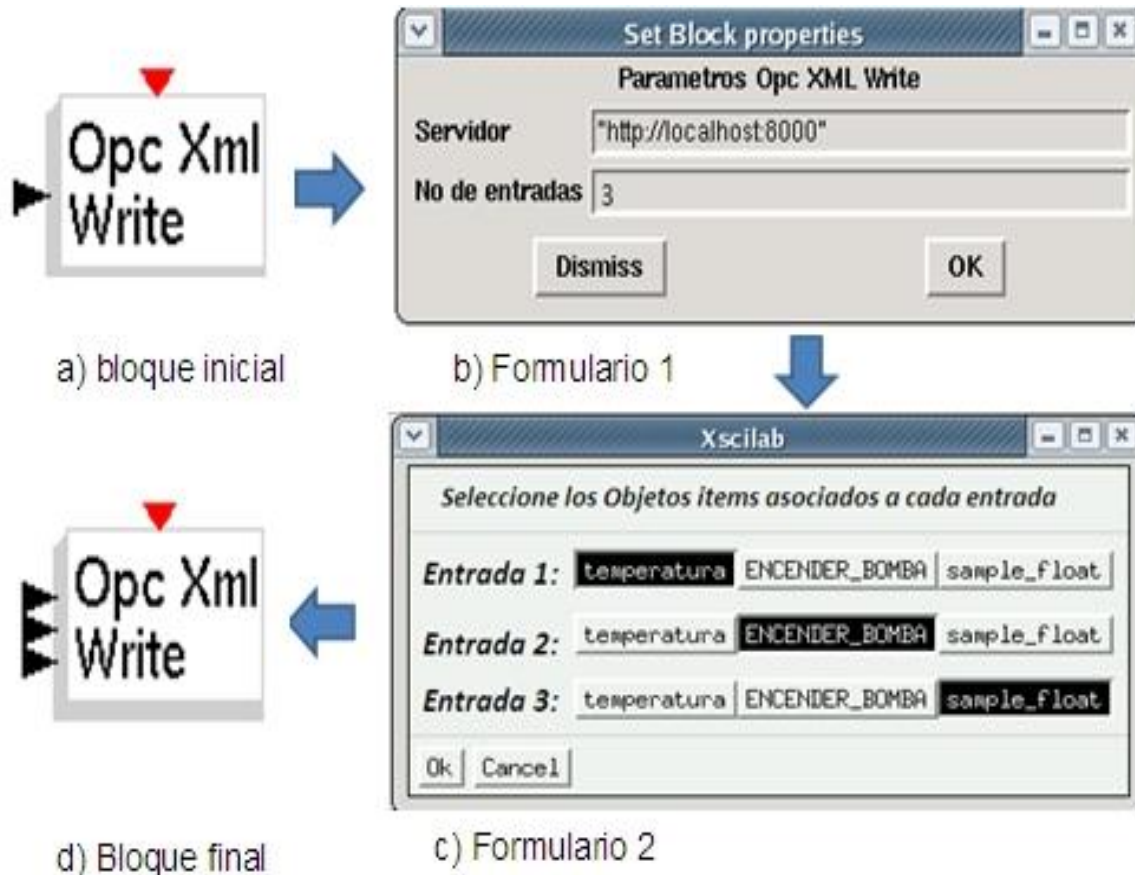 Opc Xml
Write
a) bloque inicial
Set Block properties
Parametros Opc XML Write
Servidor "http://localhost:8000"
No de entradas 3
Dismiss OK
b) Formulario 1
Xscilab
Seleccione los Objetos items asociados a cada entrada
Entrada 1: temperatura ENCENDER_BOMBA sample_float
Entrada 2: temperatura ENCENDER_BOMBA sample_float
Entrada 3: temperatura ENCENDER_BOMBA sample_float
Ok Cancel
c) Formulario 2
Opc Xml
Write
d) Bloque final